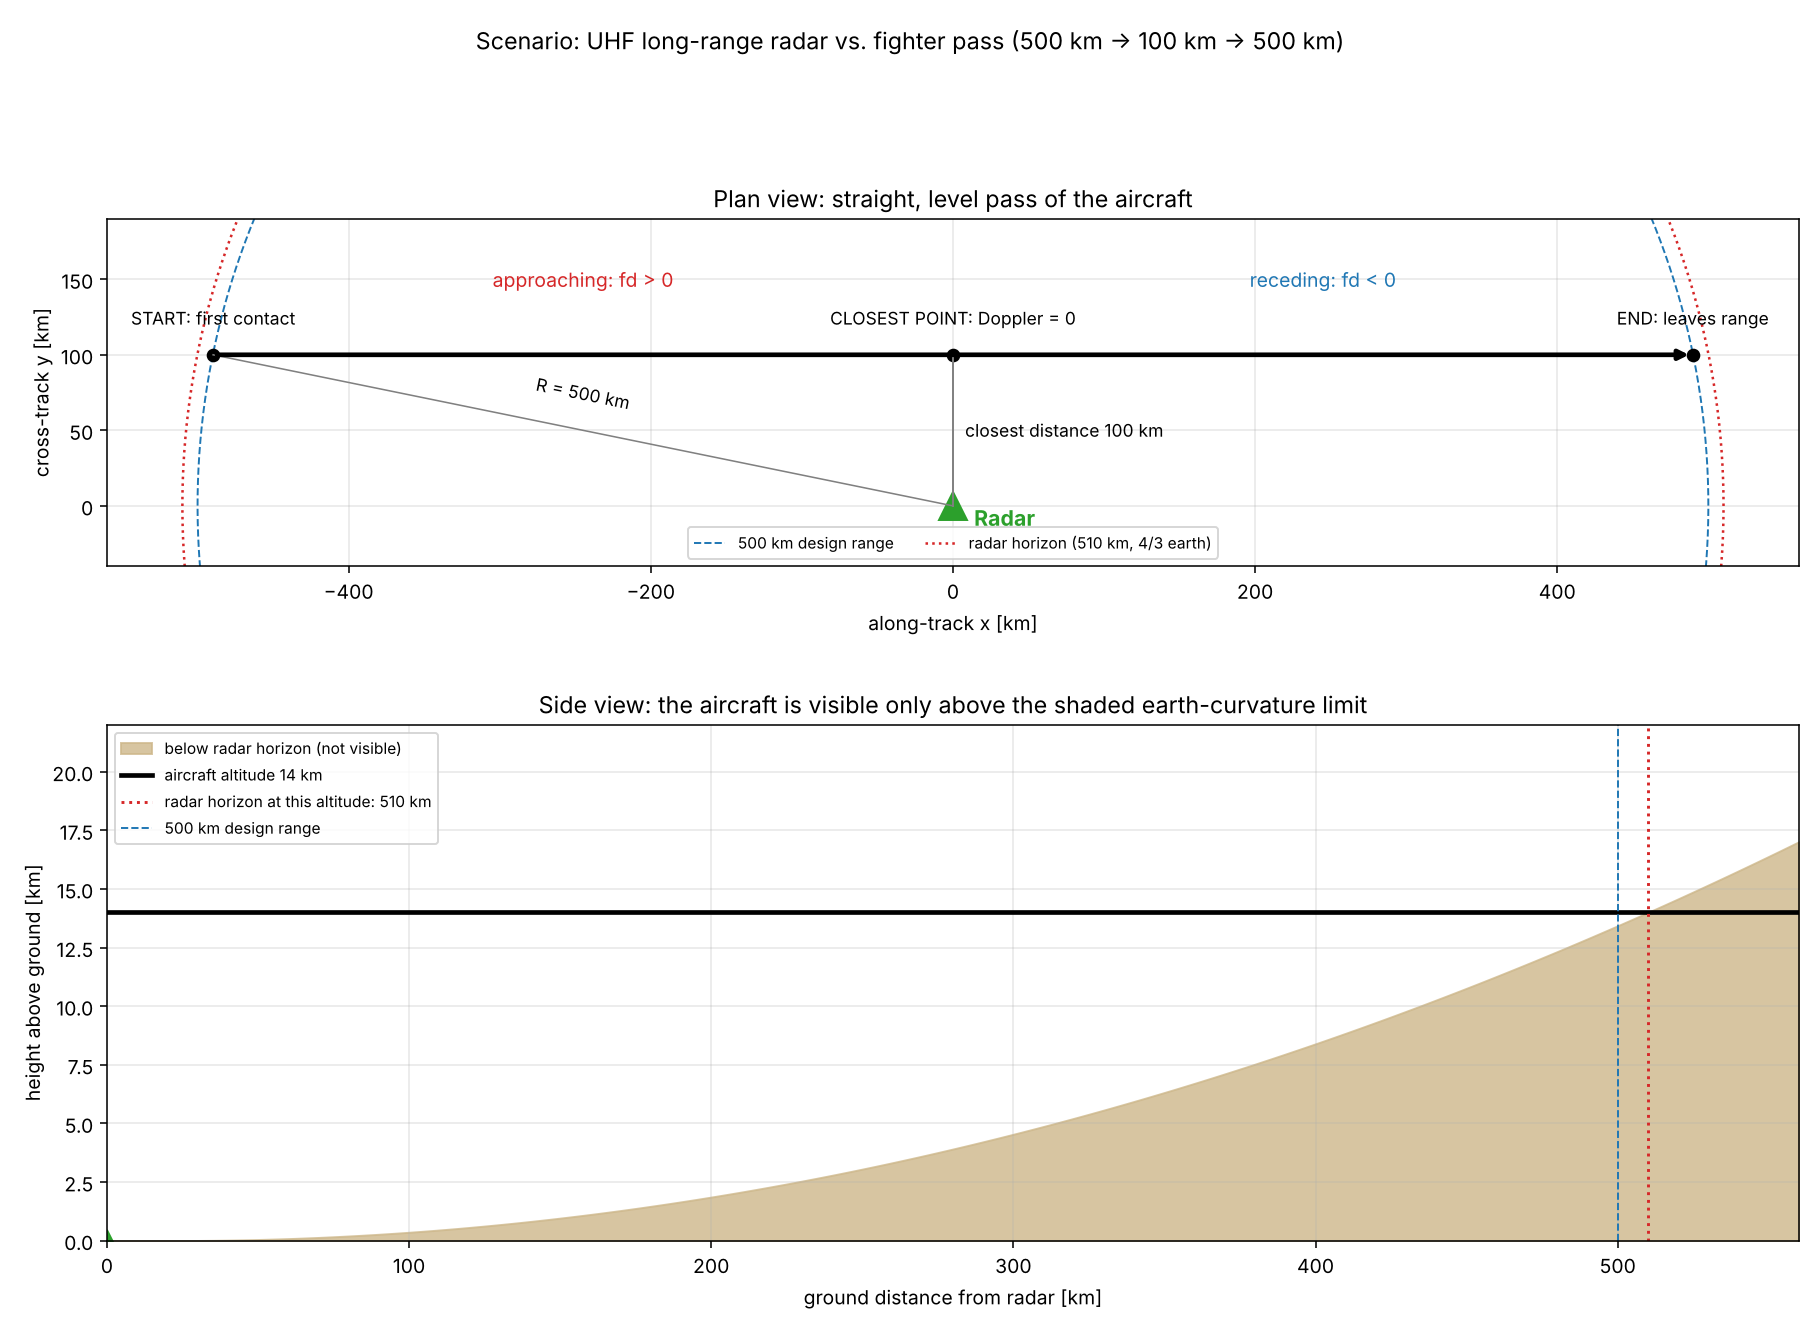 Scenario: UHF long-range radar vs. fighter pass (500 km → 100 km → 500 km)
Plan view: straight, level pass of the aircraft
cross-track y [km]
150
100
50
0
approaching: fd > 0
receding: fd < 0
START: first contact
CLOSEST POINT: Doppler = 0
END: leaves range
R = 500 km
closest distance 100 km
Radar
500 km design range
radar horizon (510 km, 4/3 earth)
−400
−200
0
200
400
along-track x [km]
Side view: the aircraft is visible only above the shaded earth-curvature limit
below radar horizon (not visible)
aircraft altitude 14 km
radar horizon at this altitude: 510 km
500 km design range
height above ground [km]
20.0
17.5
15.0
12.5
10.0
7.5
5.0
2.5
0.0
0
100
200
300
400
500
ground distance from radar [km]